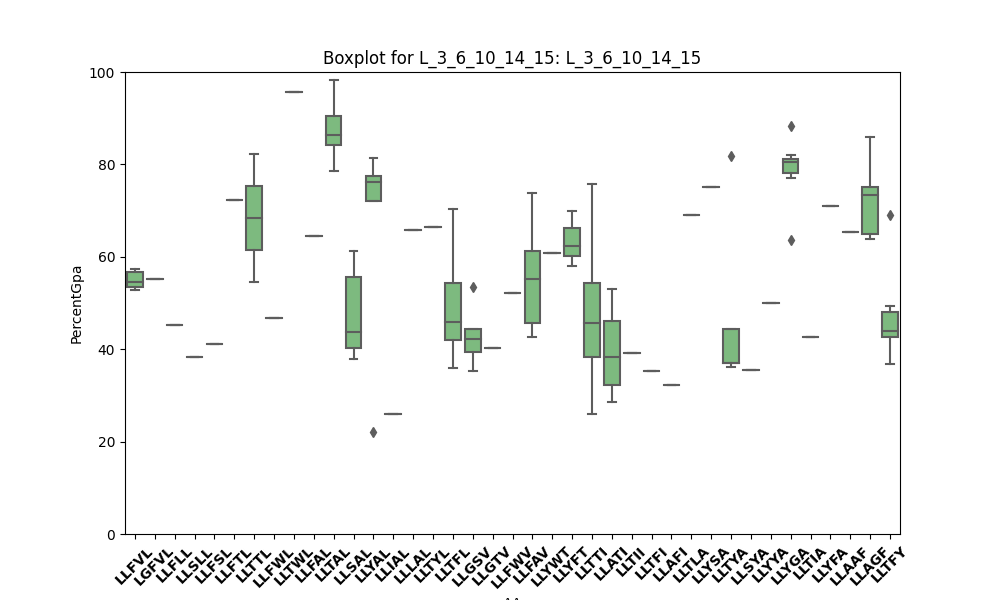 Boxplot for L_3_6_10_14_15: L_3_6_10_14_15
PercentGpa
100
80
60
40
20
0
LLFVL
LGFVL
LLFLL
LLSLL
LLFSL
LLFTL
LLTTL
LLFWL
LLTWL
LLFAL
LLTAL
LLSAL
LLYAL
LLIAL
LLLAL
LLTYL
LLTFL
LLGSV
LLGTV
LLFWV
LLFAV
LLYWT
LLYFT
LLTTI
LLATI
LLTII
LLTFI
LLAFI
LLTLA
LLYSA
LLTYA
LLSYA
LLYYA
LLYGA
LLTIA
LLYFA
LLAAF
LLAGF
LLTFY